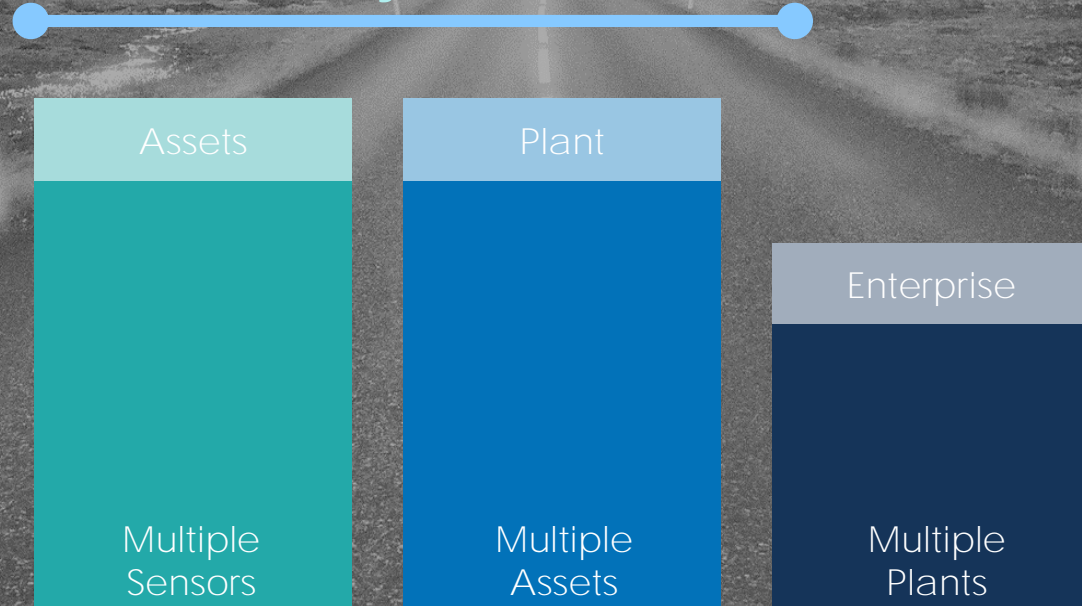 Assets
Plant
Enterprise
Multiple
Sensors
Multiple
Assets
Multiple
Plants